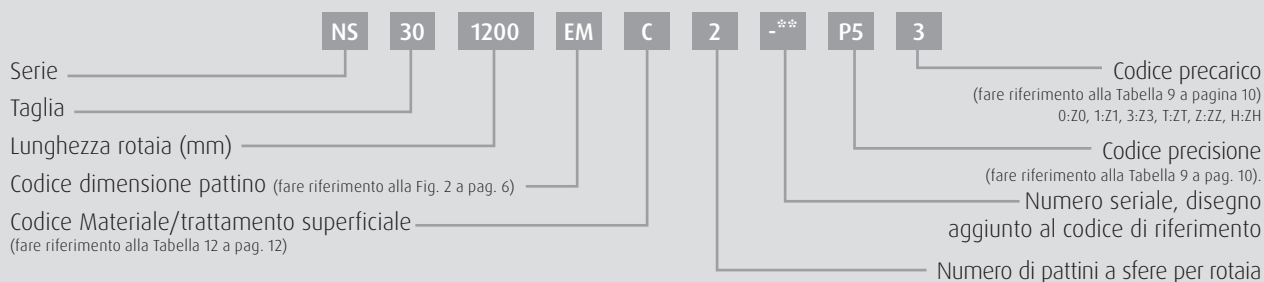 NS 30 1200 EM C 2 -** P5 3
Serie
Taglia
Lunghezza rotaia (mm)
Codice dimensione pattino (fare riferimento alla Fig. 2 a pag. 6)
Codice Materiale/trattamento superficiale
(fare riferimento alla Tabella 12 a pag. 12)
Codice precarico
(fare riferimento alla Tabella 9 a pagina 10)
0:Z0, 1:Z1, 3:Z3, T:ZT, Z:ZZ, H:ZH
Codice precisione
(fare riferimento alla Tabella 9 a pag. 10).
Numero seriale, disegno
aggiunto al codice di riferimento
Numero di pattini a sfere per rotaia